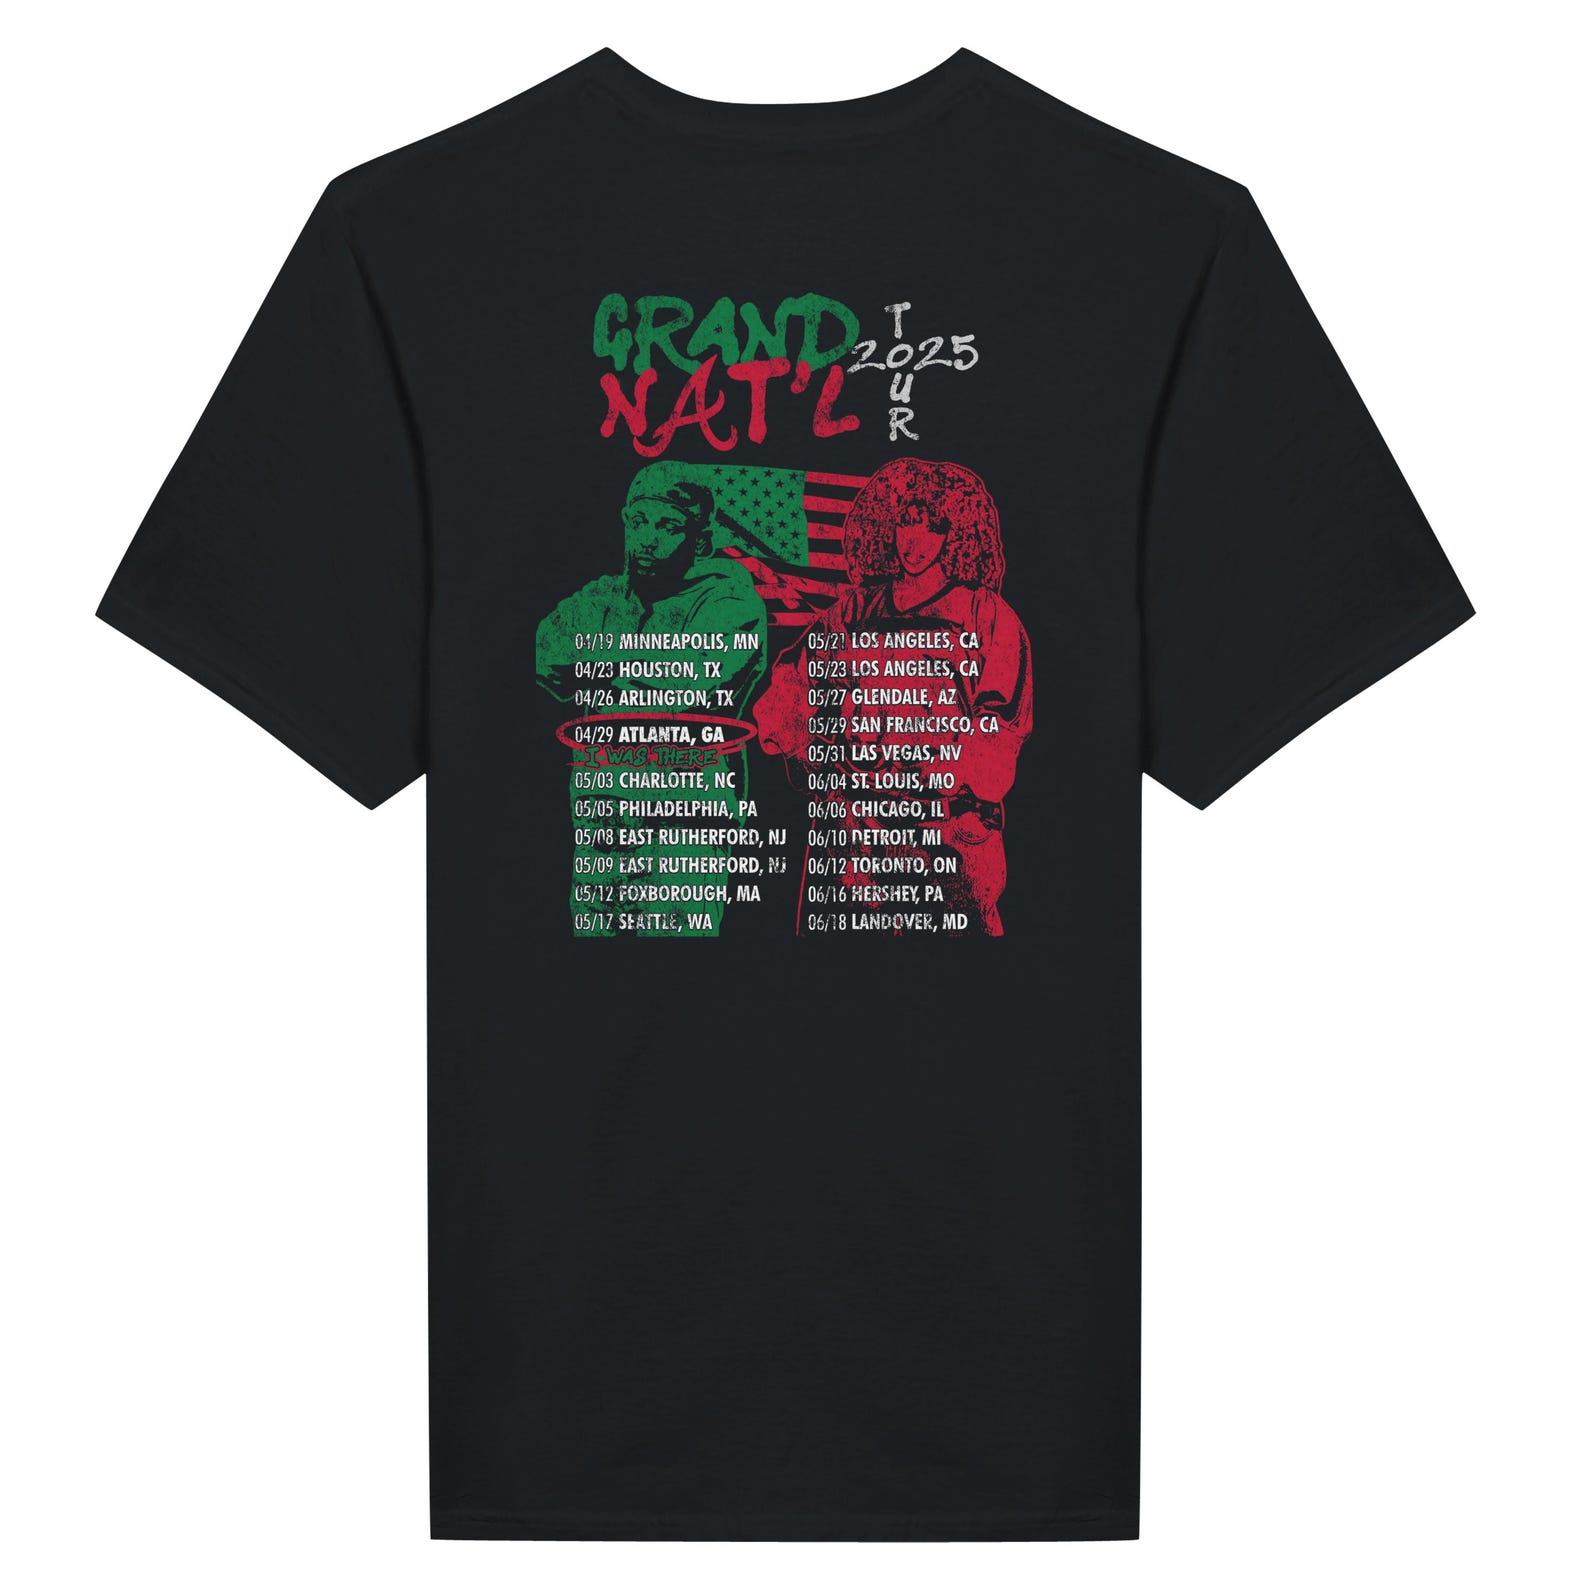 GRAND
NAT'L
TOUR
2025
04/19 MINNEAPOLIS, MN
04/23 HOUSTON, TX
04/26 ARLINGTON, TX
04/29 ATLANTA, GA
I WAS THERE
05/03 CHARLOTTE, NC
05/05 PHILADELPHIA, PA
05/08 EAST RUTHERFORD, NJ
05/09 EAST RUTHERFORD, NJ
05/12 FOXBOROUGH, MA
05/17 SEATTLE, WA
05/21 LOS ANGELES, CA
05/23 LOS ANGELES, CA
05/27 GLENDALE, AZ
05/29 SAN FRANCISCO, CA
05/31 LAS VEGAS, NV
06/04 ST. LOUIS, MO
06/06 CHICAGO, IL
06/10 DETROIT, MI
06/12 TORONTO, ON
06/16 HERSHEY, PA
06/18 LANDOVER, MD